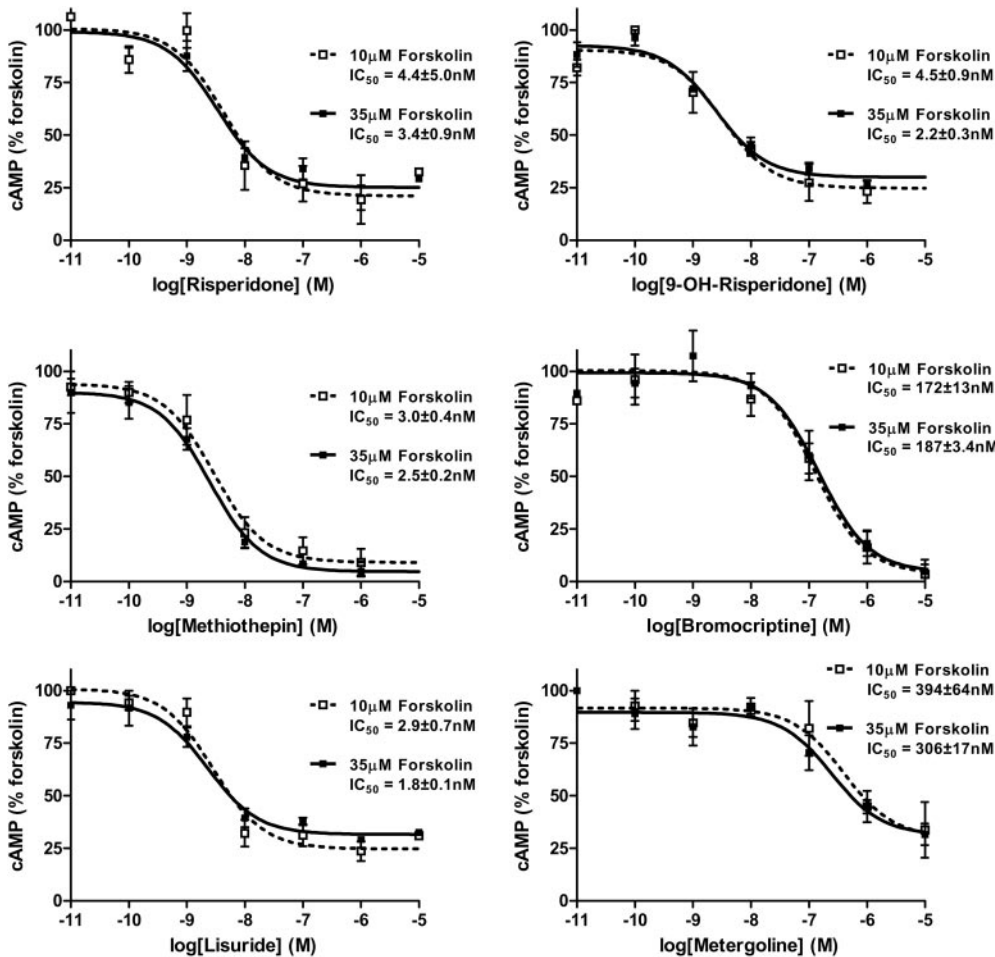 cAMP (% forskolin)
100
75
50
25
0
-11 -10 -9 -8 -7 -6 -5
log[Risperidone] (M)
10μM Forskolin
IC50 = 4.4±5.0nM
35μM Forskolin
IC50 = 3.4±0.9nM
cAMP (% forskolin)
100
75
50
25
0
-11 -10 -9 -8 -7 -6 -5
log[9-OH-Risperidone] (M)
10μM Forskolin
IC50 = 4.5±0.9nM
35μM Forskolin
IC50 = 2.2±0.3nM
cAMP (% forskolin)
100
75
50
25
0
-11 -10 -9 -8 -7 -6 -5
log[Methiothepin] (M)
10μM Forskolin
IC50 = 3.0±0.4nM
35μM Forskolin
IC50 = 2.5±0.2nM
cAMP (% forskolin)
100
75
50
25
0
-11 -10 -9 -8 -7 -6 -5
log[Bromocriptine] (M)
10μM Forskolin
IC50 = 172±13nM
35μM Forskolin
IC50 = 187±3.4nM
cAMP (% forskolin)
100
75
50
25
0
-11 -10 -9 -8 -7 -6 -5
log[Lisuride] (M)
10μM Forskolin
IC50 = 2.9±0.7nM
35μM Forskolin
IC50 = 1.8±0.1nM
cAMP (% forskolin)
100
75
50
25
0
-11 -10 -9 -8 -7 -6 -5
log[Metergoline] (M)
10μM Forskolin
IC50 = 394±64nM
35μM Forskolin
IC50 = 306±17nM